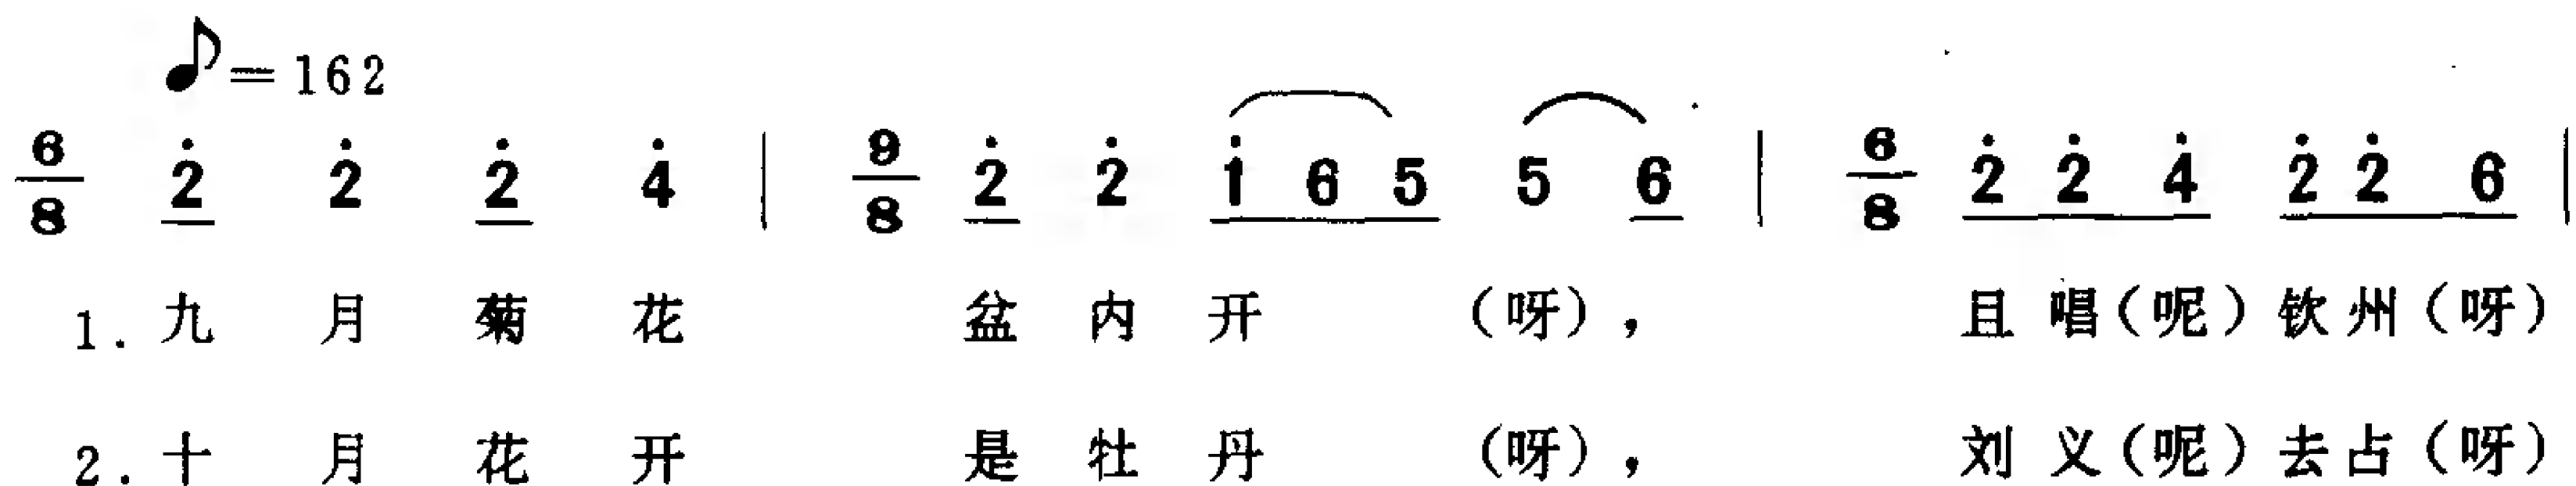 ♪=162
6/8 2̇ 2̇ 2̇ 4̇ | 9/8 2̇ 2̇ 1̇ 6 5 5 6 | 6/8 2̇ 2̇ 4̇ 2̇ 2̇ 6 |
1. 九 月 菊 花 盆 内 开 （呀）， 且 唱（呢）钦 州（呀）
2. 十 月 花 开 是 牡 丹 （呀）， 刘 义（呢）去 占（呀）